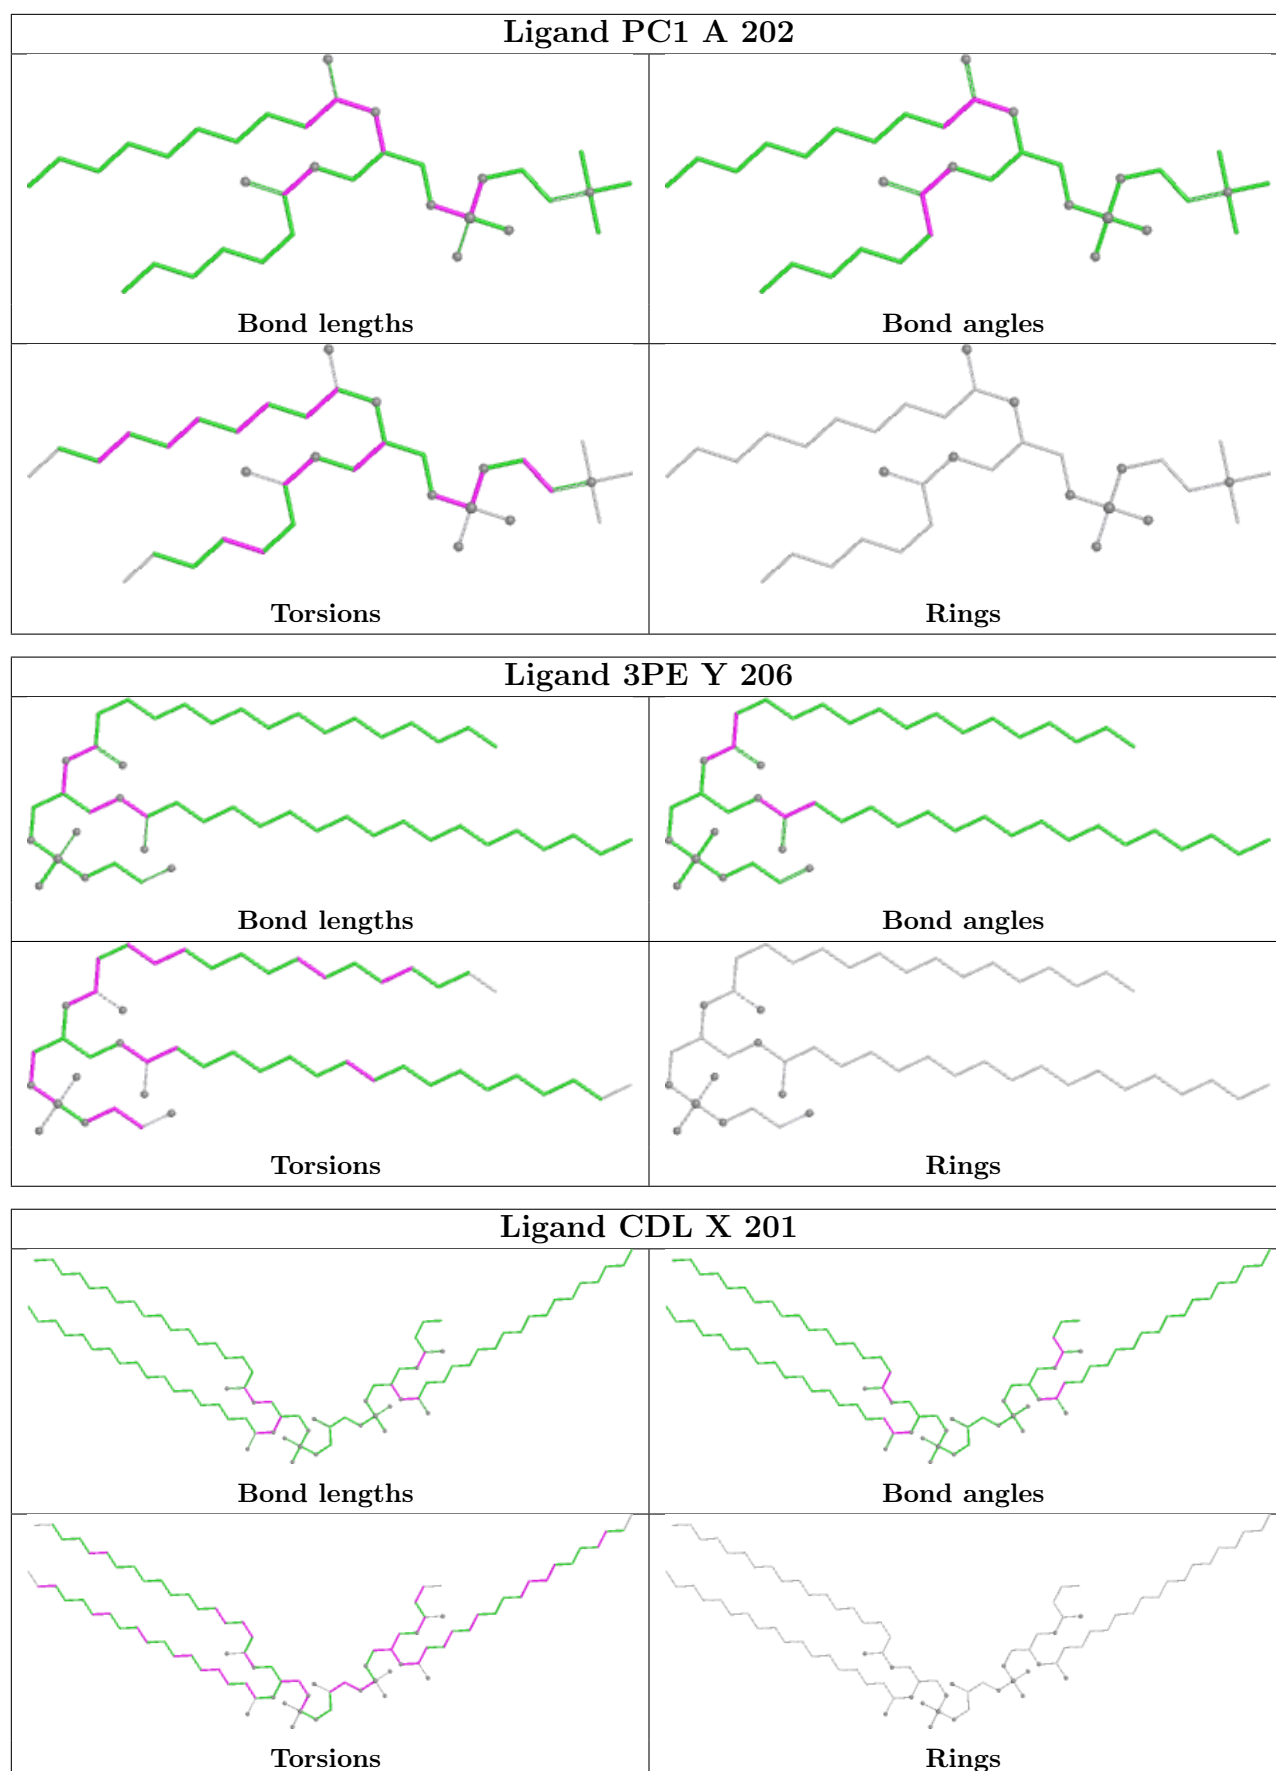 Ligand PC1 A 202
Bond lengths
Bond angles
Torsions
Rings
Ligand 3PE Y 206
Bond lengths
Bond angles
Torsions
Rings
Ligand CDL X 201
Bond lengths
Bond angles
Torsions
Rings